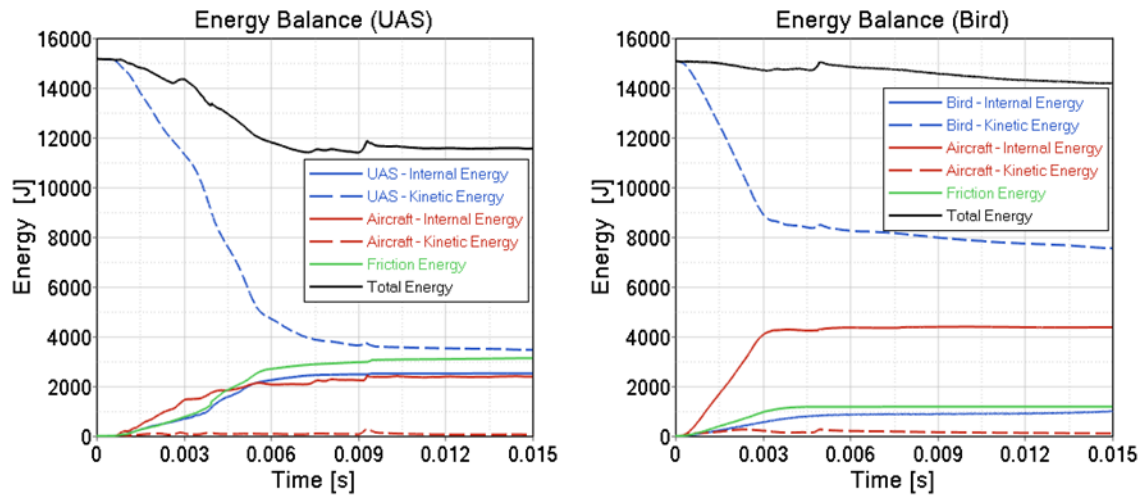 Energy Balance (UAS)
16000
14000
12000
10000
8000
6000
4000
2000
0
Energy [J]
UAS - Internal Energy
UAS - Kinetic Energy
Aircraft - Internal Energy
Aircraft - Kinetic Energy
Friction Energy
Total Energy
0 0.003 0.006 0.009 0.012 0.015
Time [s]
Energy Balance (Bird)
16000
14000
12000
10000
8000
6000
4000
2000
0
Energy [J]
Bird - Internal Energy
Bird - Kinetic Energy
Aircraft - Internal Energy
Aircraft - Kinetic Energy
Friction Energy
Total Energy
0 0.003 0.006 0.009 0.012 0.015
Time [s]